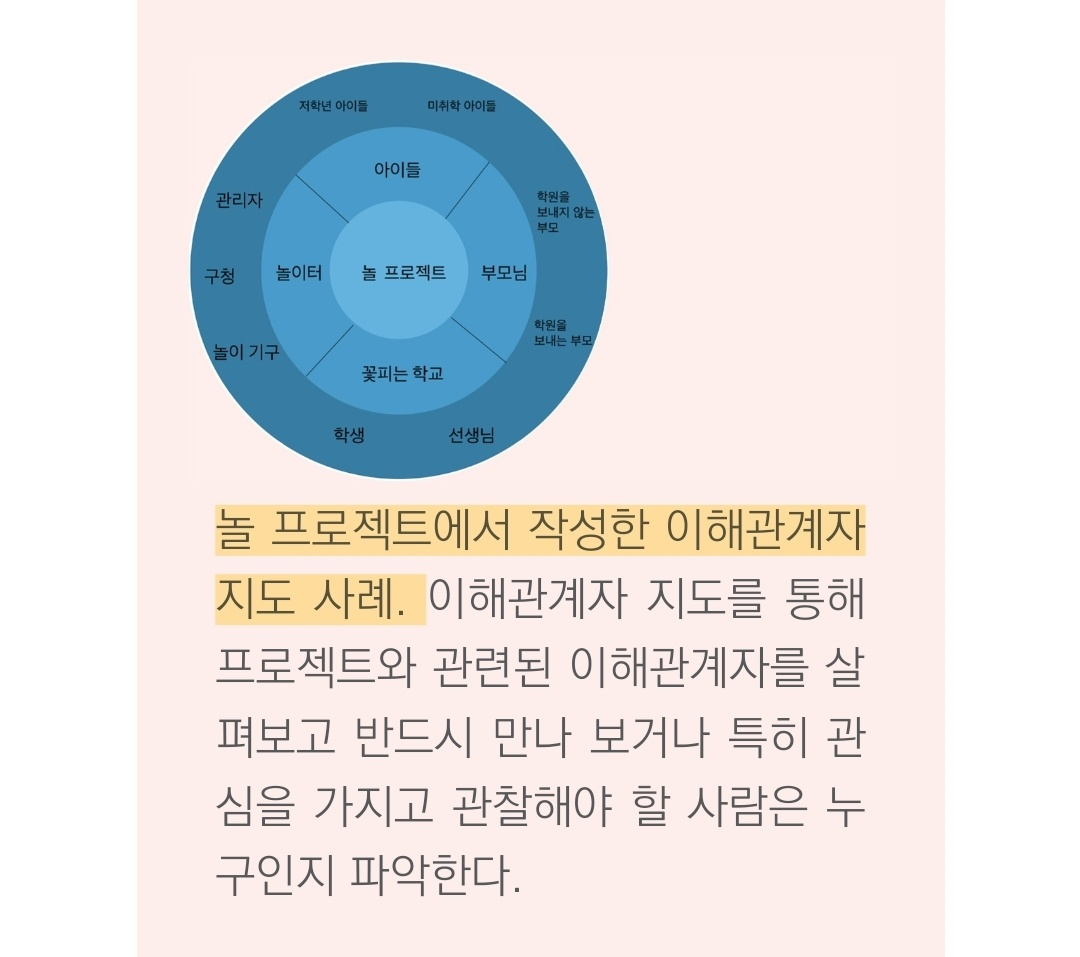 저학년 아이들
미취학 아이들
아이들
관리자
학원을
보내지 않는
부모
구청
놀이터
놀 프로젝트
부모님
놀이 기구
학원을
보내는 부모
꽃피는 학교
학생
선생님
놀 프로젝트에서 작성한 이해관계자
지도 사례. 이해관계자 지도를 통해
프로젝트와 관련된 이해관계자를 살
펴보고 반드시 만나 보거나 특히 관
심을 가지고 관찰해야 할 사람은 누
구인지 파악한다.